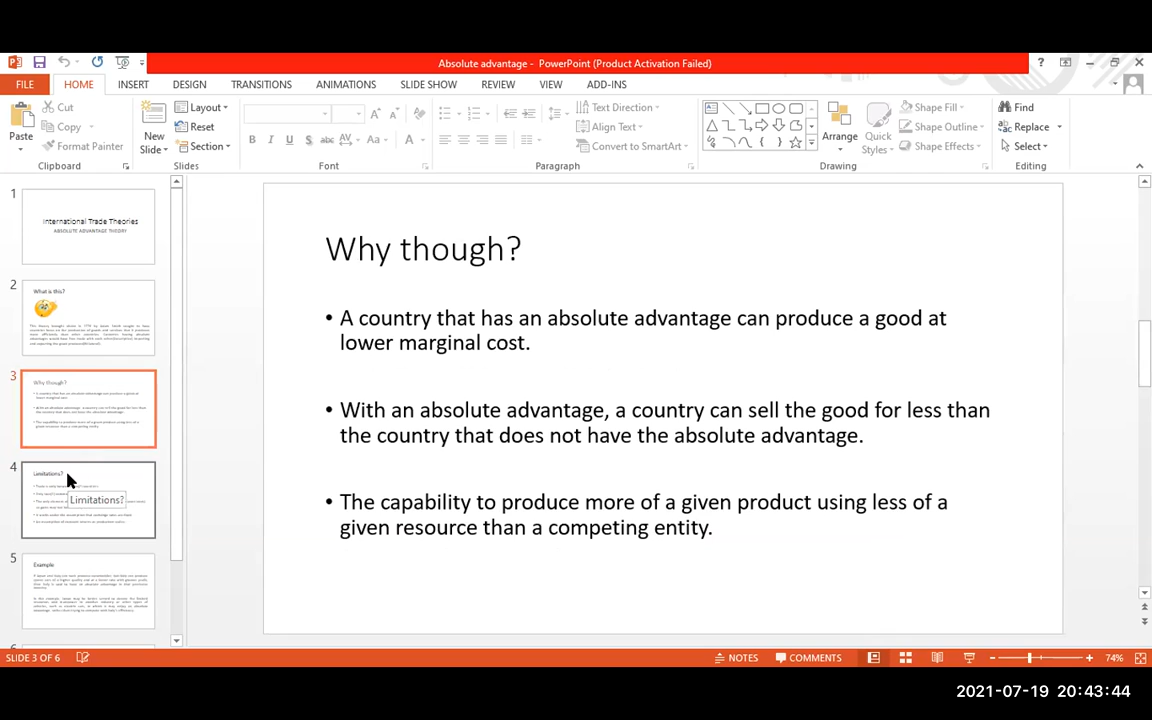 Absolute advantage - PowerPoint (Product Activation Failed)
FILE HOME INSERT DESIGN TRANSITIONS ANIMATIONS SLIDE SHOW REVIEW VIEW ADD-INS
Paste
Cut
Copy
Format Painter
Clipboard
New
Slide
Layout
Reset
Section
Slides
Font
Text Direction
Align Text
Convert to SmartArt
Paragraph
Arrange
Quick
Styles
Shape Fill
Shape Outline
Shape Effects
Drawing
Find
Replace
Select
Editing
1
International Trade Theories
ABSOLUTE ADVANTAGE THEORY
2
What is this?
3
Why though?
4
Limitations?
Limitations?
5
Example
6
Why though?
• A country that has an absolute advantage can produce a good at
lower marginal cost.
• With an absolute advantage, a country can sell the good for less than
the country that does not have the absolute advantage.
• The capability to produce more of a given product using less of a
given resource than a competing entity.
SLIDE 3 OF 6
NOTES COMMENTS 74%
2021-07-19 20:43:44